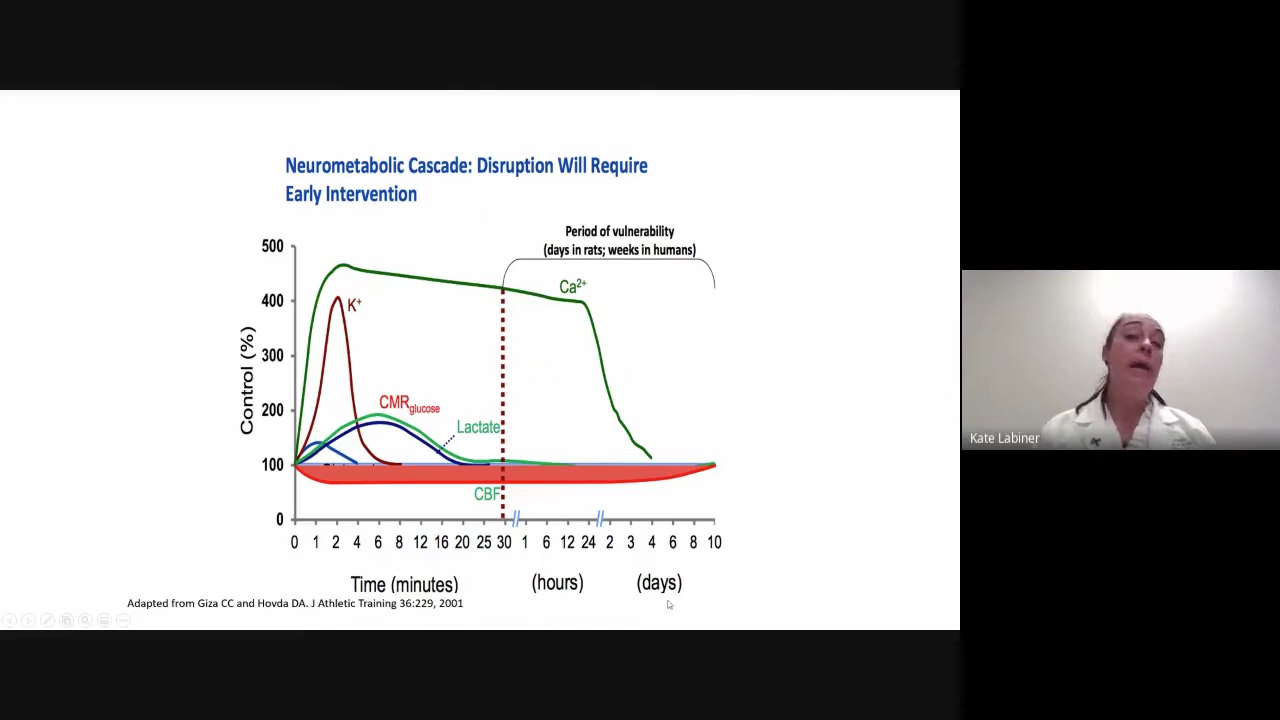 Neurometabolic Cascade: Disruption Will Require
Early Intervention
Period of vulnerability
(days in rats; weeks in humans)
500
400
300
200
100
0
Control (%)
Ca²⁺
K⁺
CMRglucose
Lactate
CBF
0 1 2 4 6 8 12 16 20 25 30 1 6 12 24 2 3 4 6 8 10
Time (minutes) (hours) (days)
Adapted from Giza CC and Hovda DA. J Athletic Training 36:229, 2001
Kate Labiner